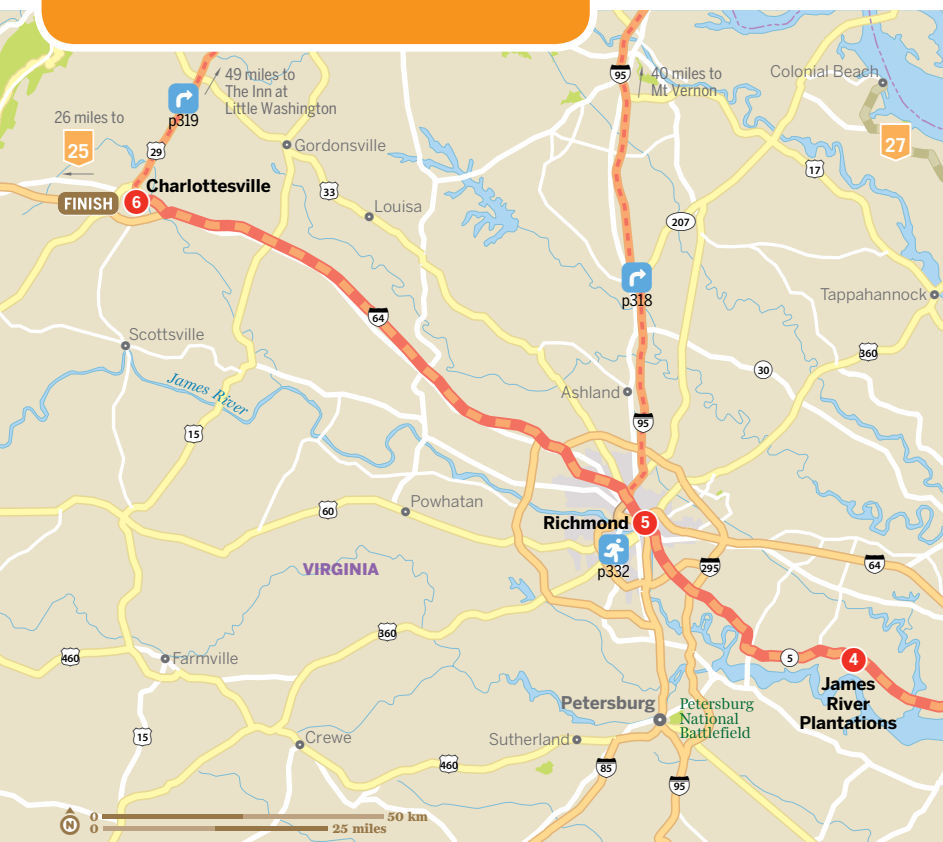 95
49 miles to
The Inn at
Little Washington
40 miles to
Mt Vernon
Colonial Beach
p319
26 miles to
25
29
Gordonsville
27
17
Charlottesville
FINISH
6
33
Louisa
207
p318
Tappahannock
64
Scottsville
360
30
James River
Ashland
95
15
Powhatan
60
Richmond
5
p332
VIRGINIA
295
64
360
460
Farmville
5
4
James
River
Plantations
Petersburg
Petersburg
National
Battlefield
15
Crewe
Sutherland
460
85
95
N
0
50 km
0
25 miles